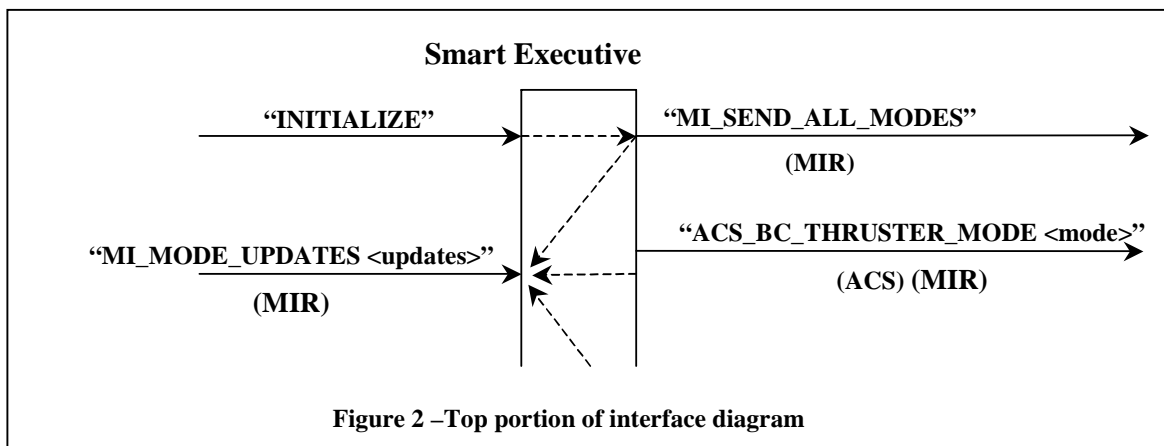 Smart Executive
“INITIALIZE”
“MI_SEND_ALL_MODES”
(MIR)
“MI_MODE_UPDATES <updates>”
(MIR)
“ACS_BC_THRUSTER_MODE <mode>”
(ACS) (MIR)
Figure 2 –Top portion of interface diagram